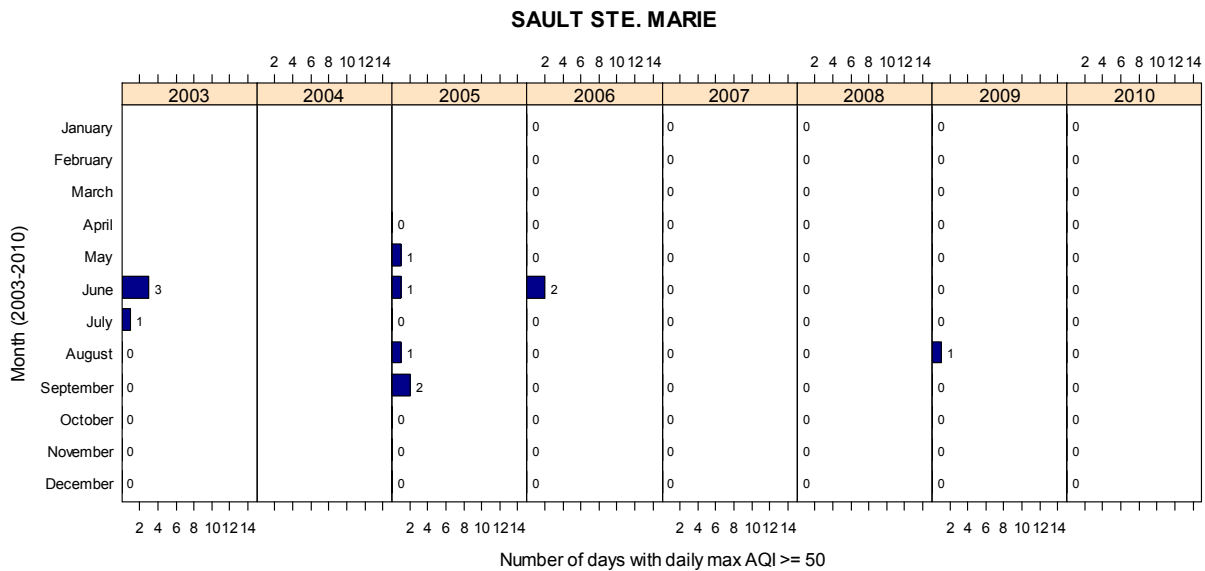 SAULT STE. MARIE
2 4 6 8 10 12 14 2 4 6 8 10 12 14 2 4 6 8 10 12 14 2 4 6 8 10 12 14
2003 2004 2005 2006 2007 2008 2009 2010
January 0 0 0 0 0
February 0 0 0 0 0
March 0 0 0 0 0
April 0 0 0 0 0 0
May 1 0 0 0 0 0
June 3 1 2 0 0 0 0
July 1 0 0 0 0 0 0
August 0 1 0 0 0 1 0
September 0 2 0 0 0 0 0
October 0 0 0 0 0 0 0
November 0 0 0 0 0 0 0
December 0 0 0 0 0 0 0
Month (2003-2010)
2 4 6 8 10 12 14 2 4 6 8 10 12 14 2 4 6 8 10 12 14 2 4 6 8 10 12 14
Number of days with daily max AQI >= 50